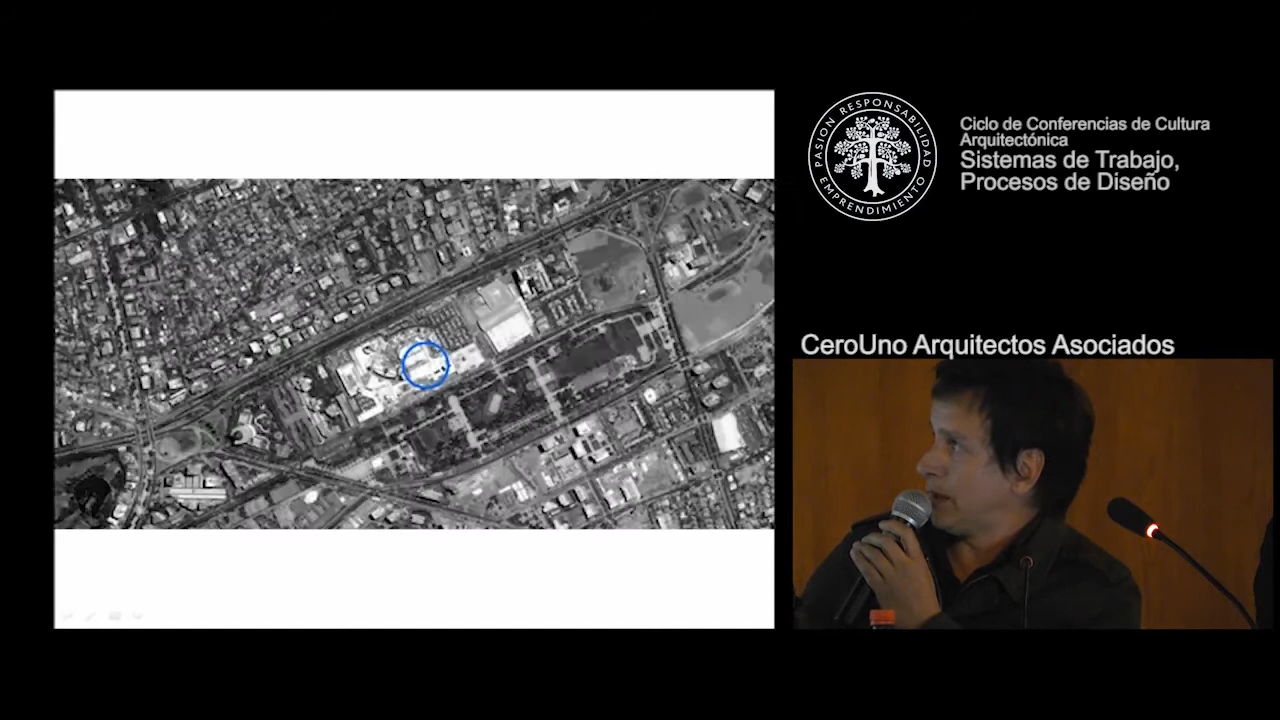 PASION RESPONSABILIDAD
EMPRENDIMIENTO
Ciclo de Conferencias de Cultura
Arquitectónica
Sistemas de Trabajo,
Procesos de Diseño
CeroUno Arquitectos Asociados